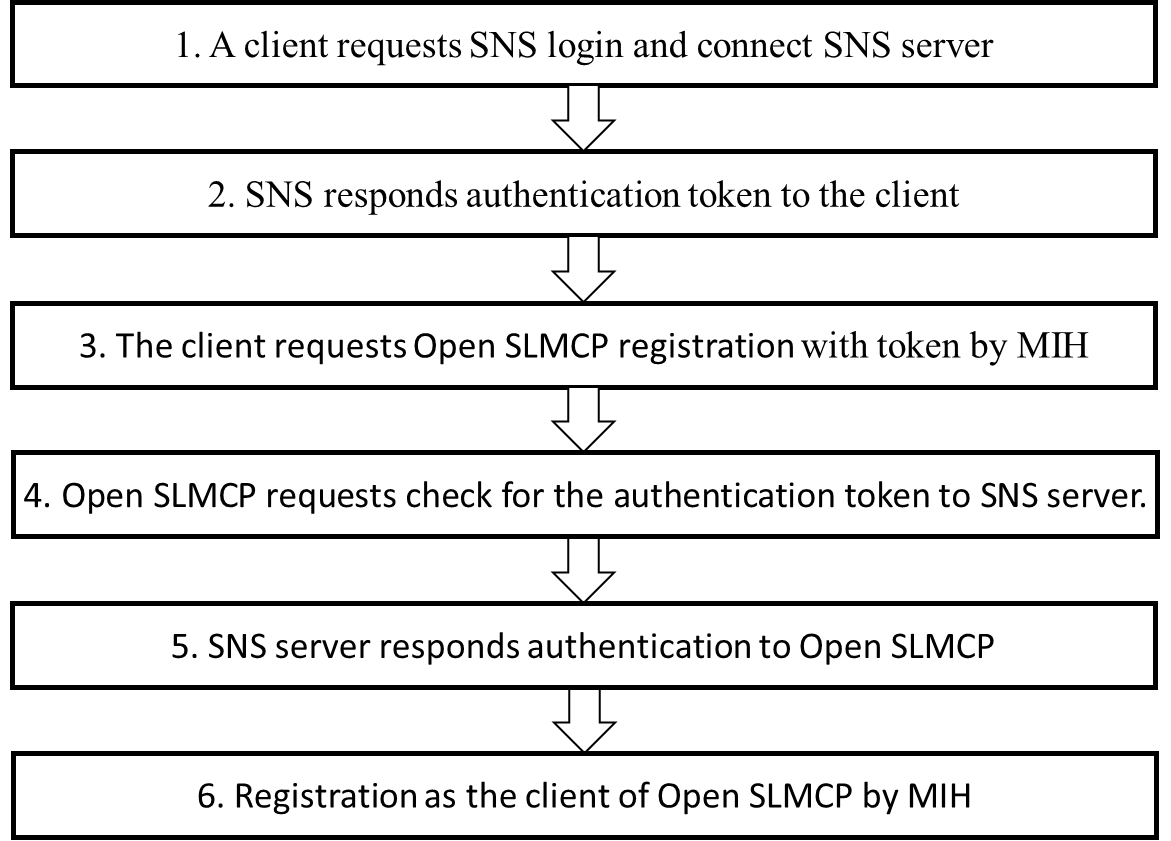 1. A client requests SNS login and connect SNS server
2. SNS responds authentication token to the client
3. The client requests Open SLMCP registration with token by MIH
4. Open SLMCP requests check for the authentication token to SNS server.
5. SNS server responds authentication to Open SLMCP
6. Registration as the client of Open SLMCP by MIH